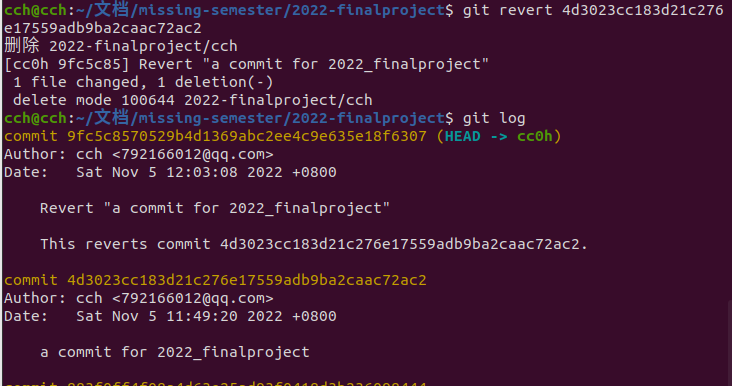 cch@cch:~/文档/missing-semester/2022-finalproject$ git revert 4d3023cc183d21c276
e17559adb9ba2caac72ac2
删除 2022-finalproject/cch
[cc0h 9fc5c85] Revert "a commit for 2022_finalproject"
 1 file changed, 1 deletion(-)
 delete mode 100644 2022-finalproject/cch
cch@cch:~/文档/missing-semester/2022-finalproject$ git log
commit 9fc5c8570529b4d1369abc2ee4c9e635e18f6307 (HEAD -> cc0h)
Author: cch <792166012@qq.com>
Date:   Sat Nov 5 12:03:08 2022 +0800

    Revert "a commit for 2022_finalproject"

    This reverts commit 4d3023cc183d21c276e17559adb9ba2caac72ac2.

commit 4d3023cc183d21c276e17559adb9ba2caac72ac2
Author: cch <792166012@qq.com>
Date:   Sat Nov 5 11:49:20 2022 +0800

    a commit for 2022_finalproject